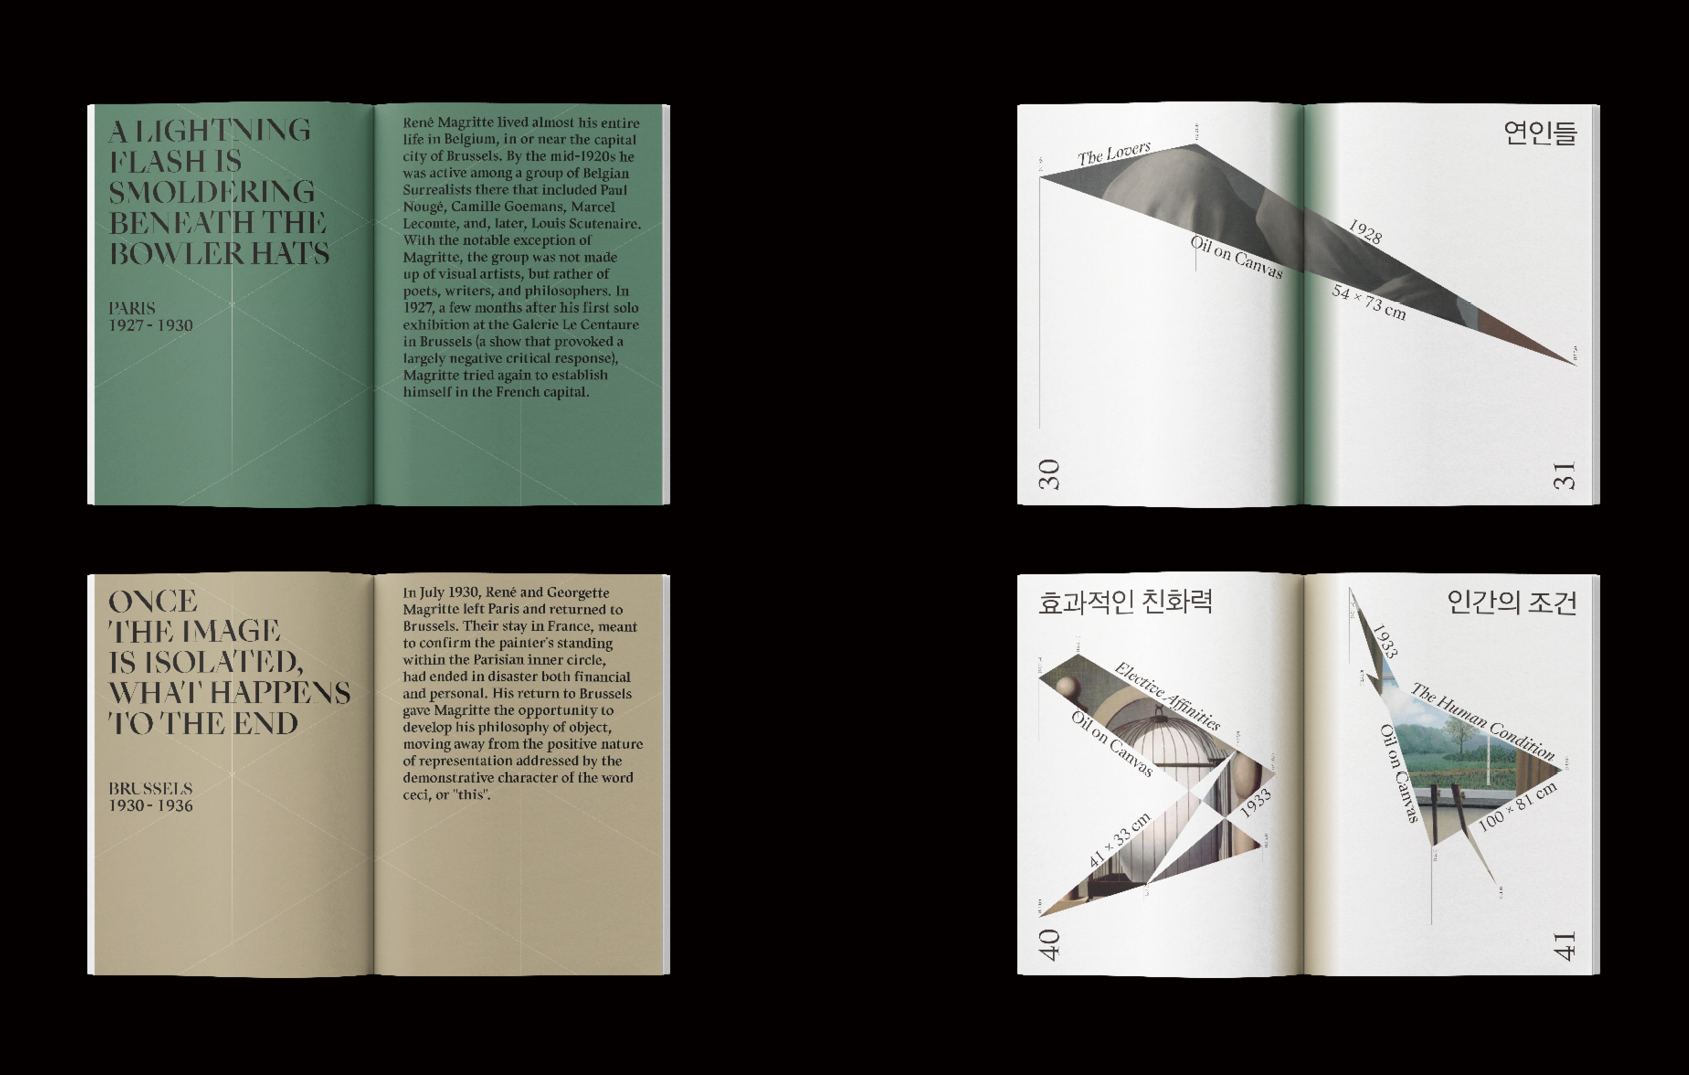 A LIGHTNING
FLASH IS
SMOLDERING
BENEATH THE
BOWLER HATS
PARIS
1927 - 1930
René Magritte lived almost his entire
life in Belgium, in or near the capital
city of Brussels. By the mid-1920s he
was active among a group of Belgian
Surrealists there that included Paul
Nougé, Camille Goemans, Marcel
Lecomte, and, later, Louis Scutenaire.
With the notable exception of
Magritte, the group was not made
up of visual artists, but rather of
poets, writers, and philosophers. In
1927, a few months after his first solo
exhibition at the Galerie Le Centaure
in Brussels (a show that provoked a
largely negative critical response),
Magritte tried again to establish
himself in the French capital.
연인들
The Lovers
1928
Oil on Canvas
54 × 73 cm
30
31
ONCE
THE IMAGE
IS ISOLATED,
WHAT HAPPENS
TO THE END
BRUSSELS
1930 - 1936
In July 1930, René and Georgette
Magritte left Paris and returned to
Brussels. Their stay in France, meant
to confirm the painter's standing
within the Parisian inner circle,
had ended in disaster both financial
and personal. His return to Brussels
gave Magritte the opportunity to
develop his philosophy of object,
moving away from the positive nature
of representation addressed by the
demonstrative character of the word
ceci, or "this".
효과적인 친화력
Elective Affinities
Oil on Canvas
1933
41 × 33 cm
40
인간의 조건
1933
The Human Condition
Oil on Canvas
100 × 81 cm
41